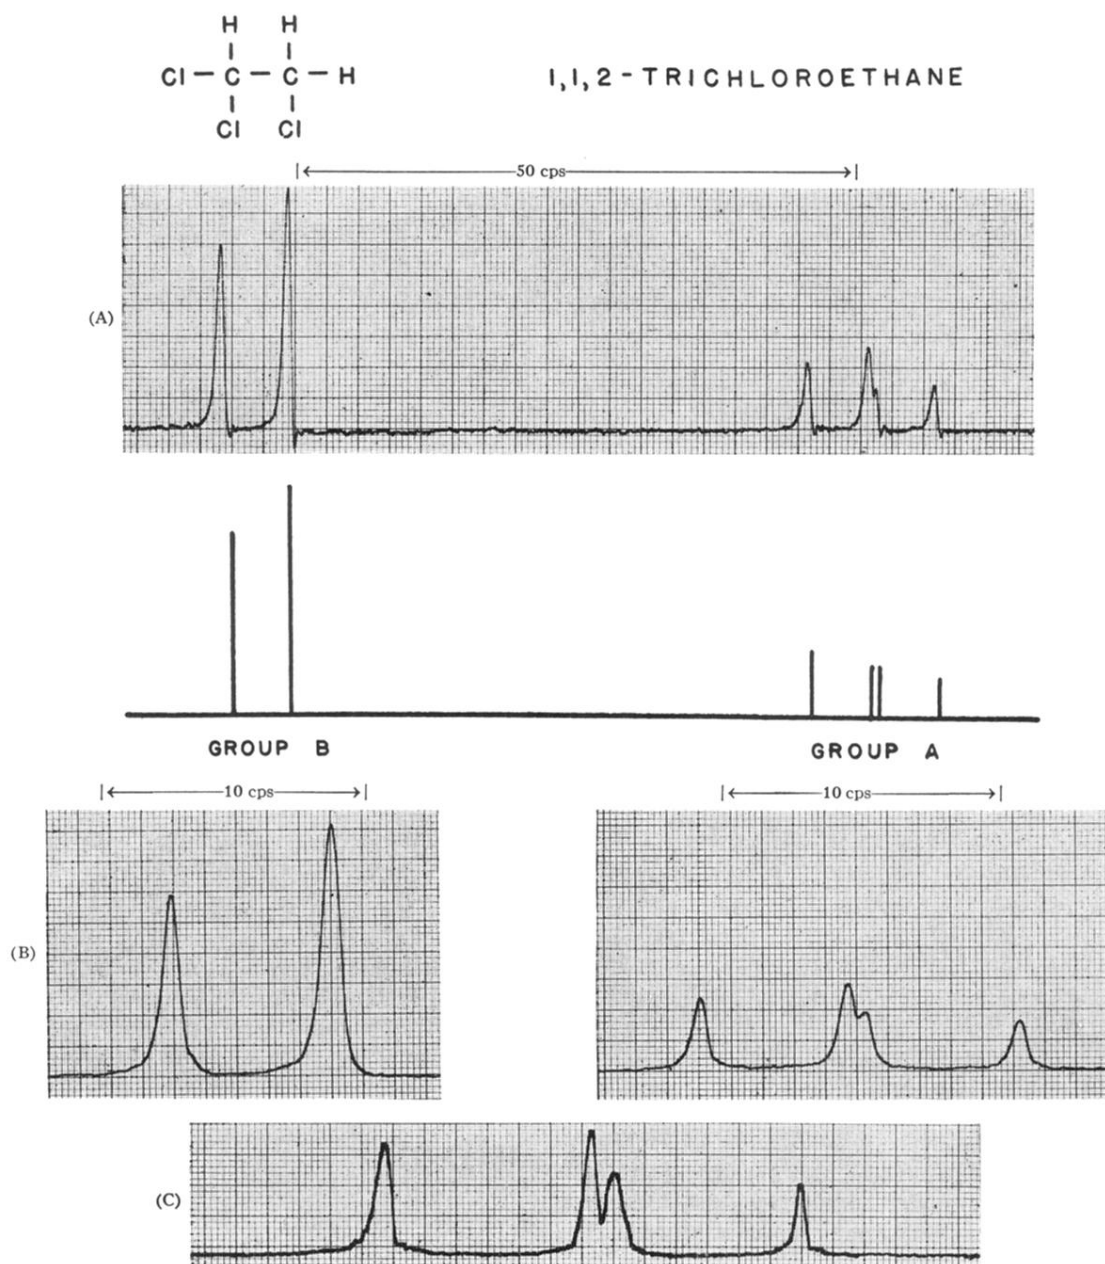 H H
Cl — C — C — H
Cl Cl
1,1,2 - TRICHLOROETHANE
50 cps
(A)
GROUP B
GROUP A
10 cps
10 cps
(B)
(C)